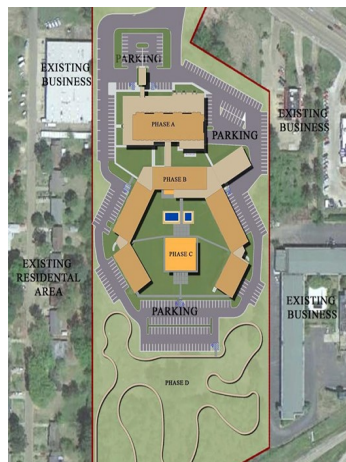 PARKING
EXISTING
BUSINESS
PHASE A
PARKING
EXISTING
BUSINESS
PHASE B
PHASE C
EXISTING
RESIDENTAL
AREA
EXISTING
BUSINESS
PARKING
PHASE D